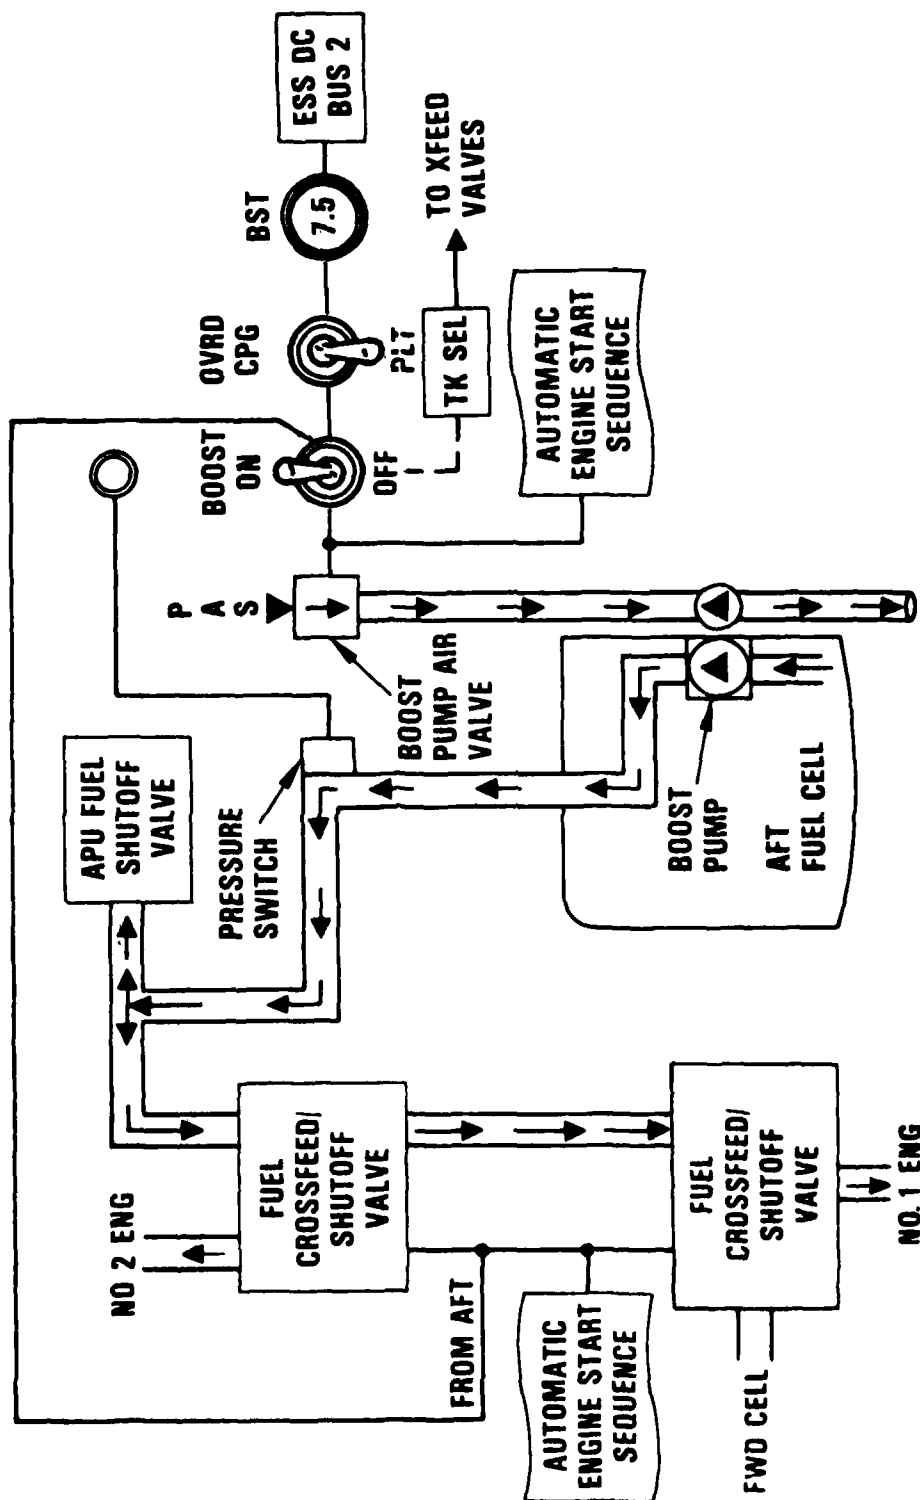 ESS DC
BUS 2
BST
7.5
OVRD
CPG
PLT
BOOST
ON
OFF
TK SEL
TO XFEED
VALVES
AUTOMATIC
ENGINE START
SEQUENCE
P
A
S
BOOST
PUMP AIR
VALVE
APU FUEL
SHUTOFF
VALVE
PRESSURE
SWITCH
BOOST
PUMP
AFT
FUEL CELL
NO 2 ENG
FUEL
CROSSFEED/
SHUTOFF
VALVE
FROM AFT
AUTOMATIC
ENGINE START
SEQUENCE
FUEL
CROSSFEED/
SHUTOFF
VALVE
FWD CELL
NO. 1 ENG